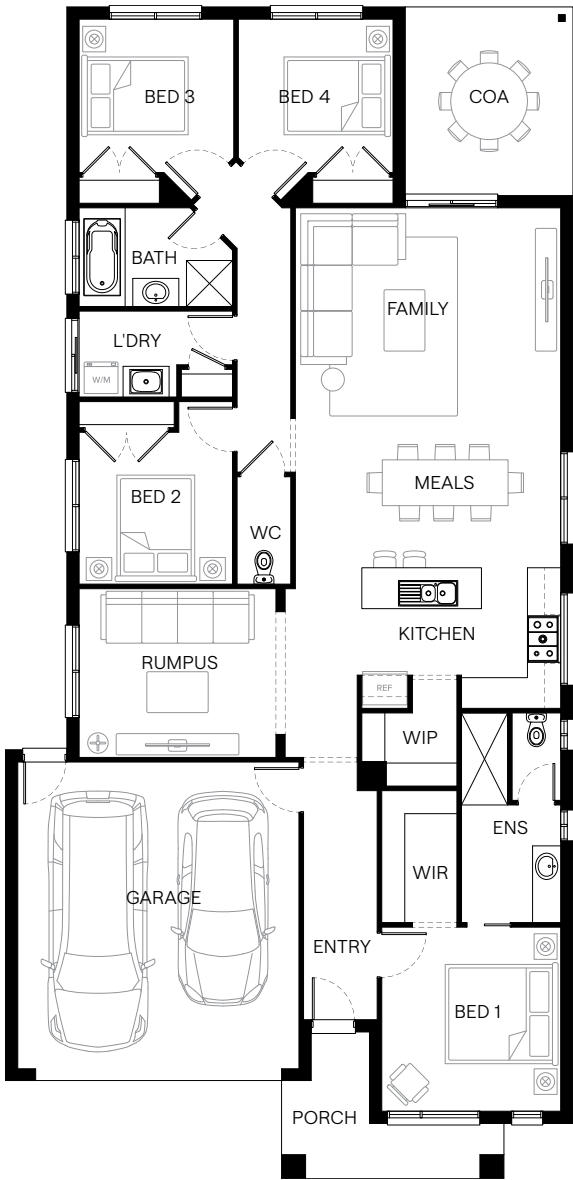 BED 3
BED 4
COA
BATH
FAMILY
L'DRY
W/M
MEALS
BED 2
WC
KITCHEN
RUMPUS
REF
WIP
ENS
WIR
GARAGE
ENTRY
BED 1
PORCH